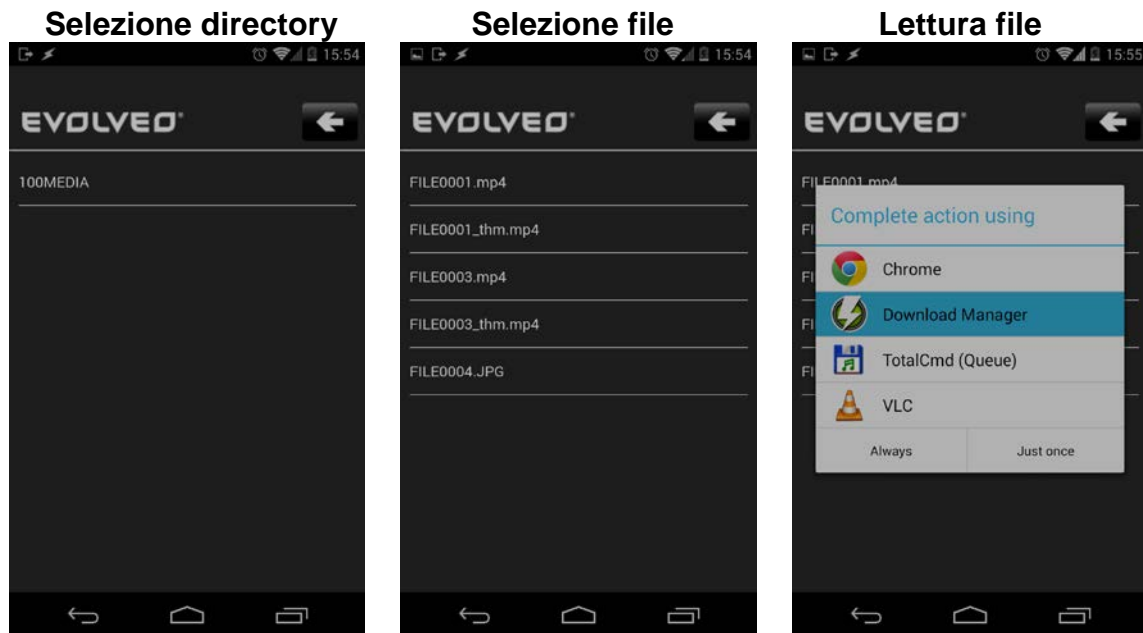 Selezione directory
15:54
EVOLVEO
100MEDIA
Selezione file
15:54
EVOLVEO
FILE0001.mp4
FILE0001_thm.mp4
FILE0003.mp4
FILE0003_thm.mp4
FILE0004.JPG
Lettura file
15:55
EVOLVEO
FILE0001.mp4
Complete action using
Chrome
Download Manager
TotalCmd (Queue)
VLC
Always
Just once